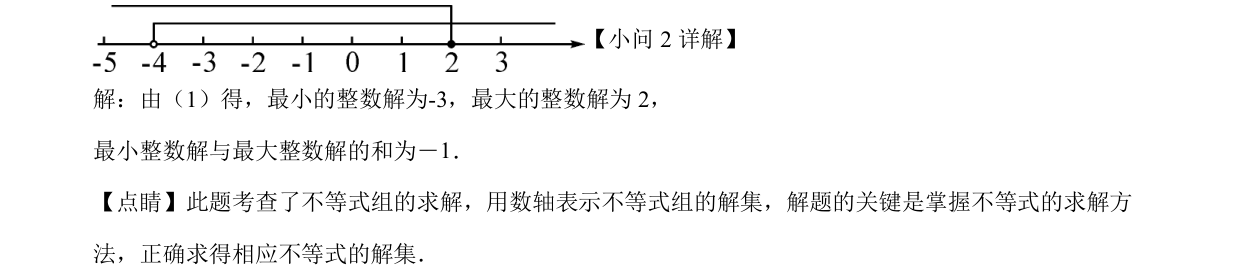 【小问 2 详解】
-5 -4 -3 -2 -1 0 1 2 3
解：由（1）得，最小的整数解为-3，最大的整数解为 2，
最小整数解与最大整数解的和为－1．
【点睛】此题考查了不等式组的求解，用数轴表示不等式组的解集，解题的关键是掌握不等式的求解方
法，正确求得相应不等式的解集．